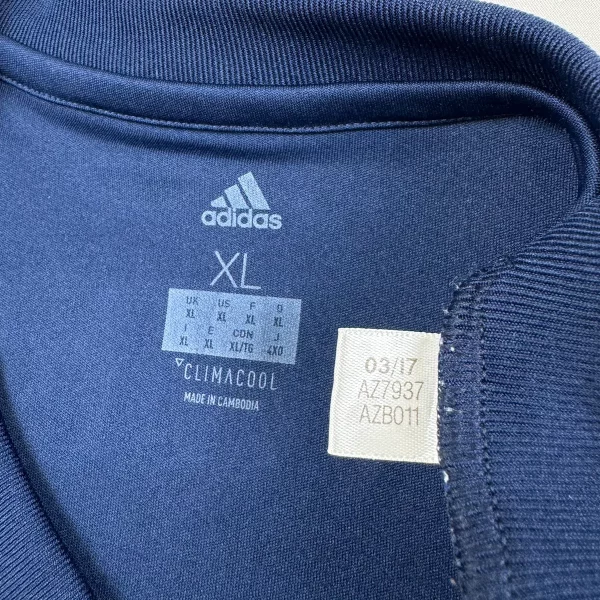 adidas
XL
UK US F D
XL XL XL XL
I E CDN J
XL XL XL/TG 4XO
CLIMACOOL
MADE IN CAMBODIA
03/17
AZ7937
AZB011